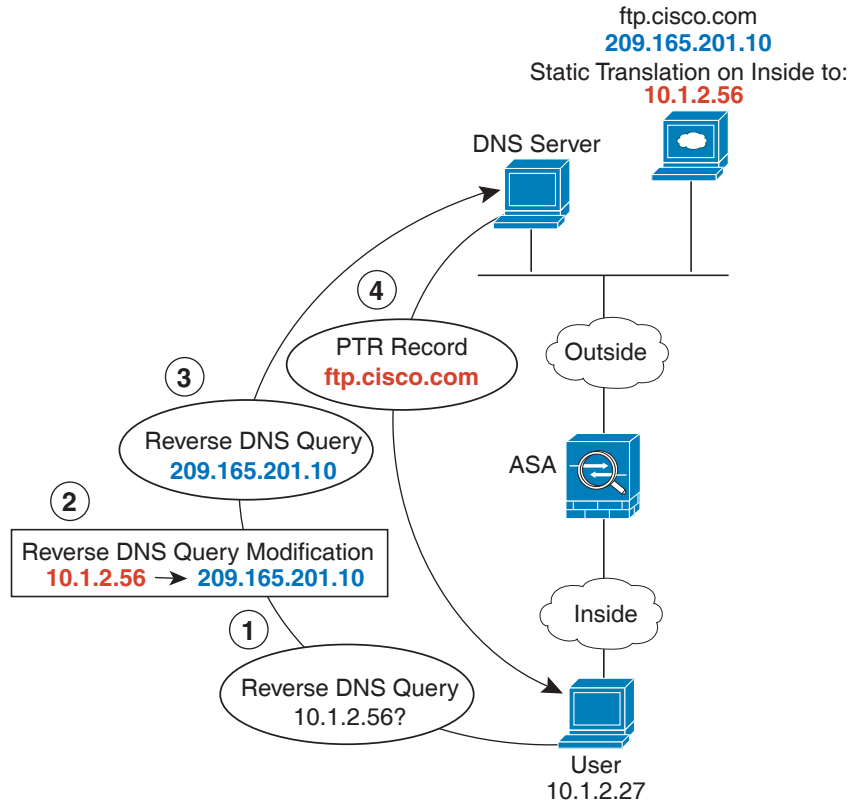 ftp.cisco.com
209.165.201.10
Static Translation on Inside to:
10.1.2.56
DNS Server
4
PTR Record
ftp.cisco.com
Outside
3
Reverse DNS Query
209.165.201.10
ASA
2
Reverse DNS Query Modification
10.1.2.56 → 209.165.201.10
Inside
1
Reverse DNS Query
10.1.2.56?
User
10.1.2.27